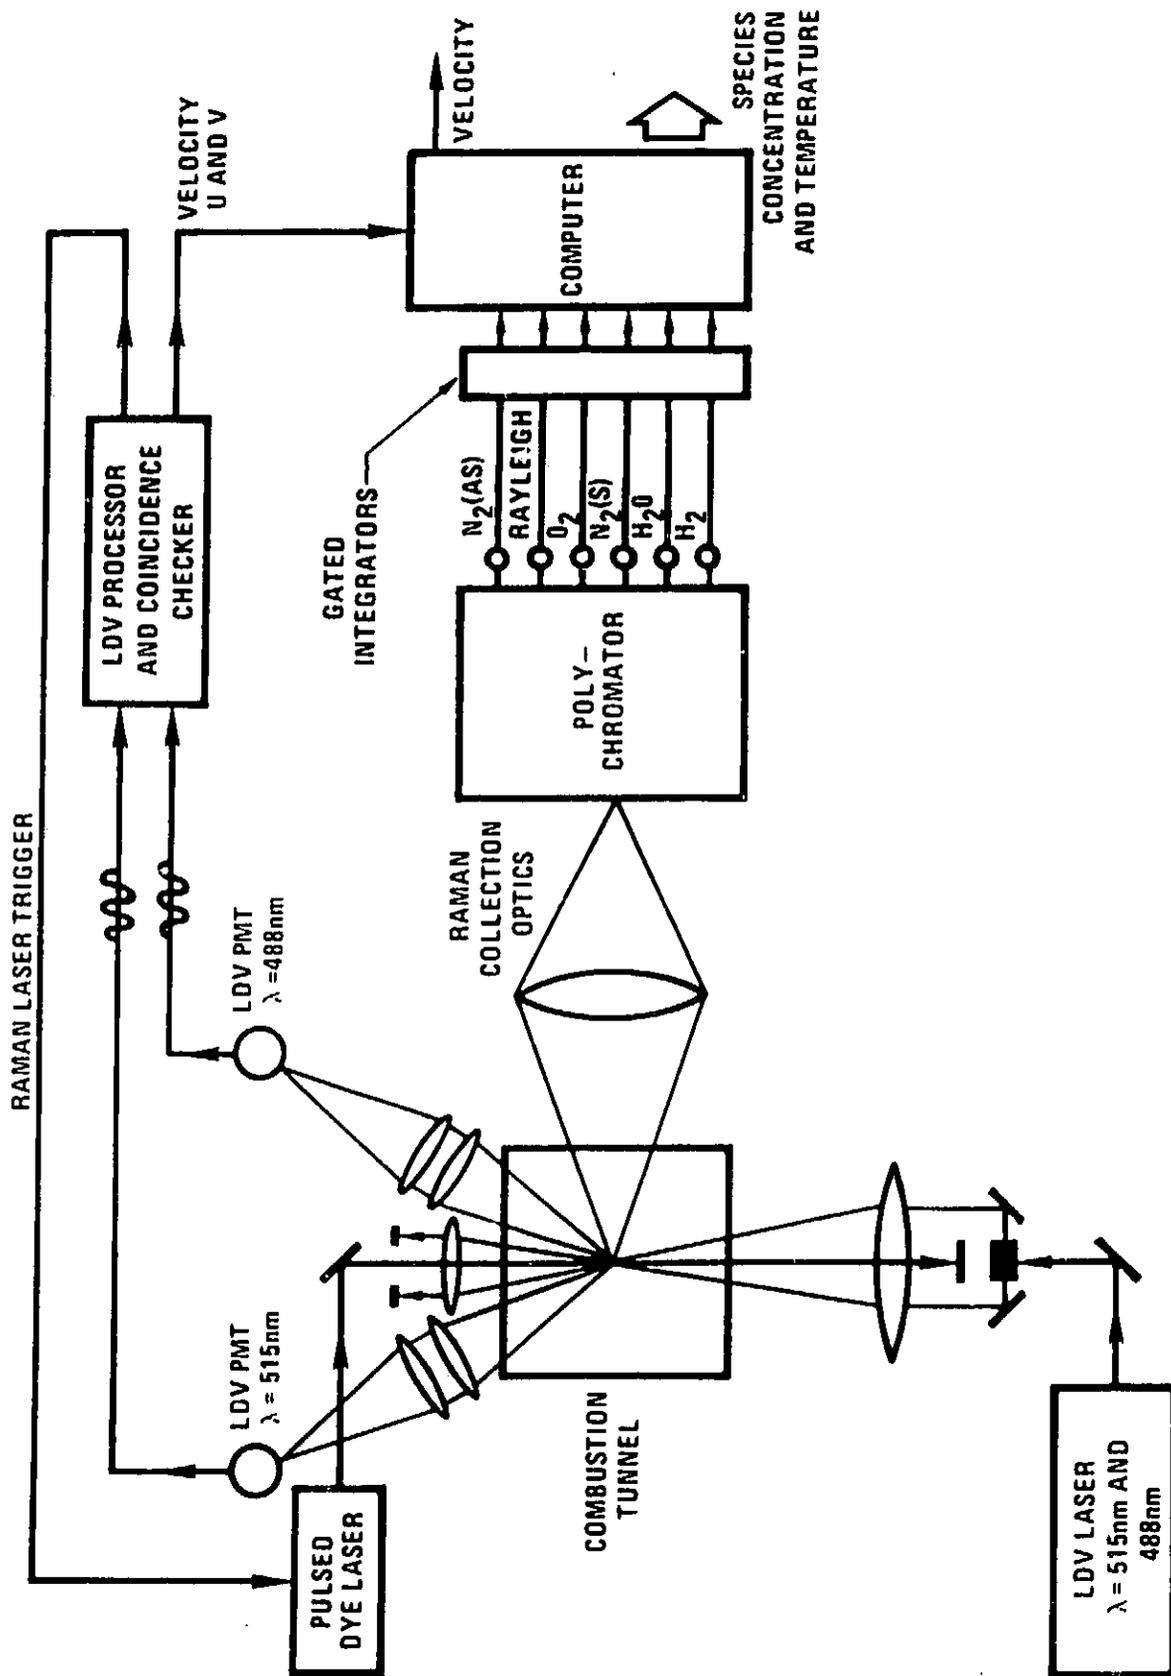 RAMAN LASER TRIGGER
LDV PROCESSOR
AND COINCIDENCE
CHECKER
VELOCITY
U AND V
LDV PMT
λ = 515nm
LDV PMT
λ = 488nm
PULSED
DYE LASER
GATED
INTEGRATORS
RAMAN
COLLECTION
OPTICS
COMBUSTION
TUNNEL
POLY-
CHROMATOR
N₂(AS)
RAYLEIGH
O₂
N₂(S)
H₂O
H₂
COMPUTER
VELOCITY
SPECIES
CONCENTRATION
AND TEMPERATURE
LDV LASER
λ = 515nm AND
488nm